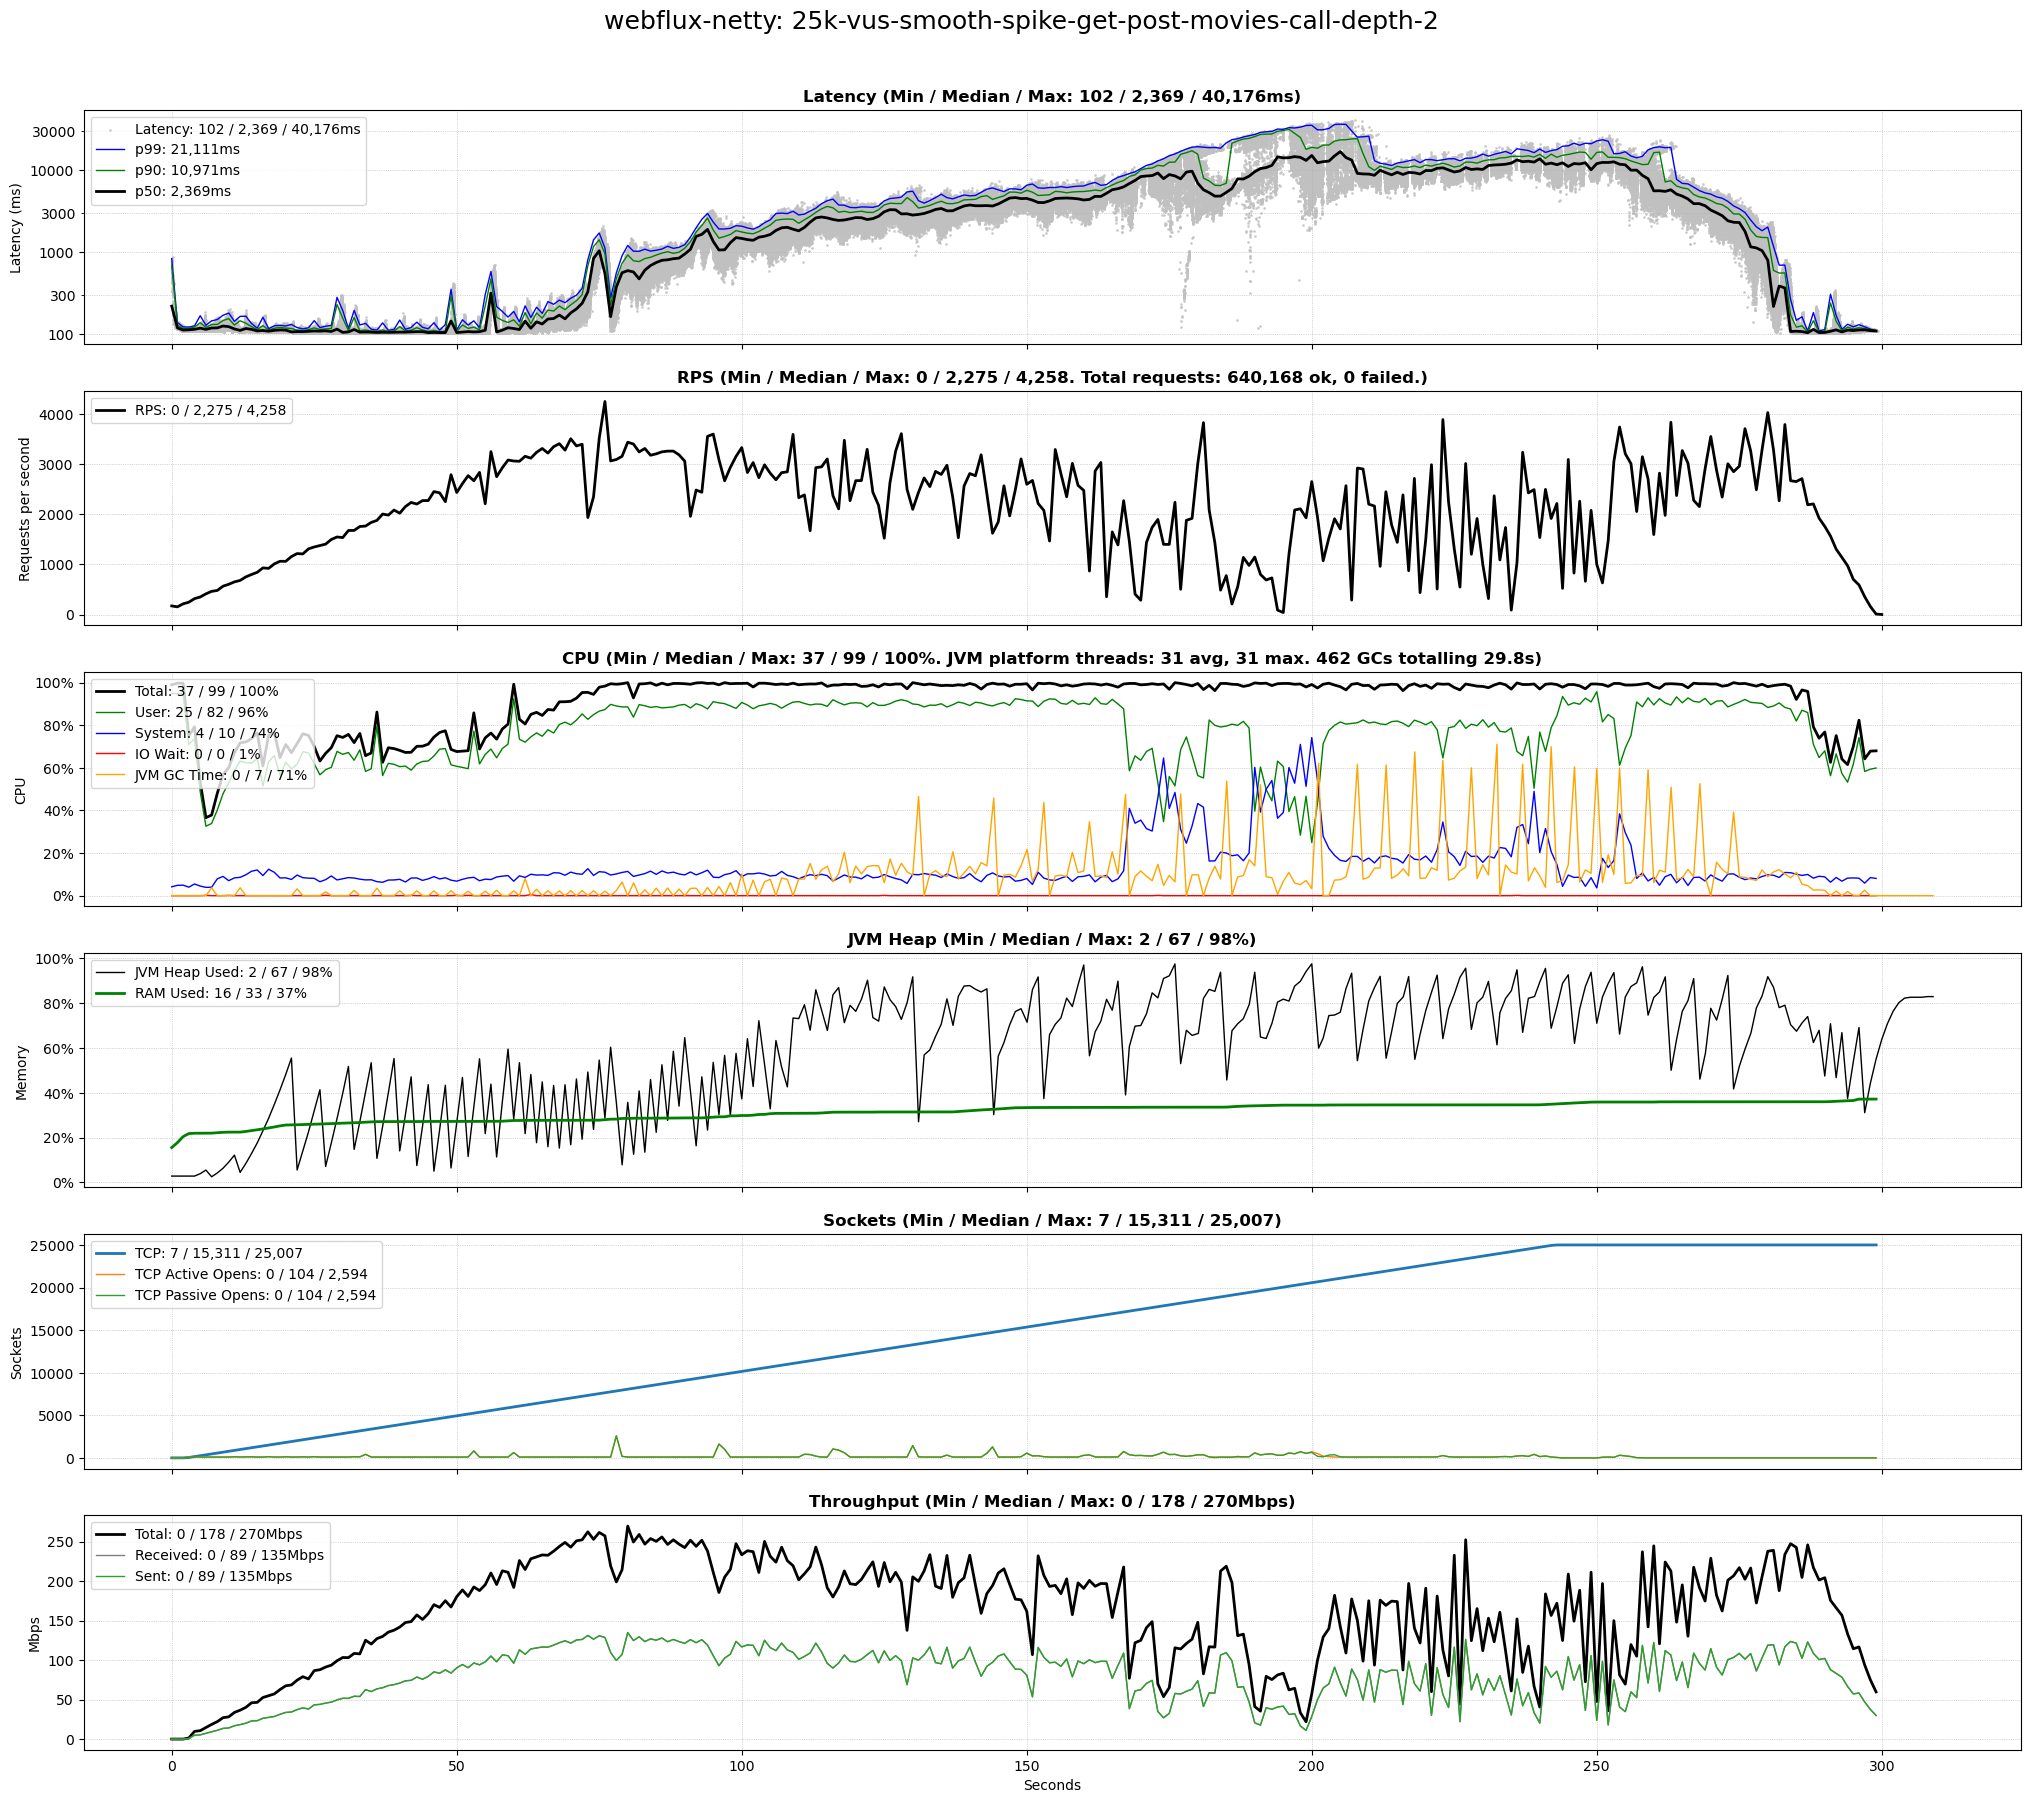 webflux-netty: 25k-vus-smooth-spike-get-post-movies-call-depth-2
Latency (Min / Median / Max: 102 / 2,369 / 40,176ms)
Latency (ms)
30000
10000
3000
1000
300
100
Latency: 102 / 2,369 / 40,176ms
p99: 21,111ms
p90: 10,971ms
p50: 2,369ms
RPS (Min / Median / Max: 0 / 2,275 / 4,258. Total requests: 640,168 ok, 0 failed.)
Requests per second
4000
3000
2000
1000
0
RPS: 0 / 2,275 / 4,258
CPU (Min / Median / Max: 37 / 99 / 100%. JVM platform threads: 31 avg, 31 max. 462 GCs totalling 29.8s)
CPU
100%
80%
60%
40%
20%
0%
Total: 37 / 99 / 100%
User: 25 / 82 / 96%
System: 4 / 10 / 74%
IO Wait: 0 / 0 / 1%
JVM GC Time: 0 / 7 / 71%
JVM Heap (Min / Median / Max: 2 / 67 / 98%)
Memory
100%
80%
60%
40%
20%
0%
JVM Heap Used: 2 / 67 / 98%
RAM Used: 16 / 33 / 37%
Sockets (Min / Median / Max: 7 / 15,311 / 25,007)
Sockets
25000
20000
15000
10000
5000
0
TCP: 7 / 15,311 / 25,007
TCP Active Opens: 0 / 104 / 2,594
TCP Passive Opens: 0 / 104 / 2,594
Throughput (Min / Median / Max: 0 / 178 / 270Mbps)
Mbps
250
200
150
100
50
0
Total: 0 / 178 / 270Mbps
Received: 0 / 89 / 135Mbps
Sent: 0 / 89 / 135Mbps
0 50 100 150 200 250 300
Seconds